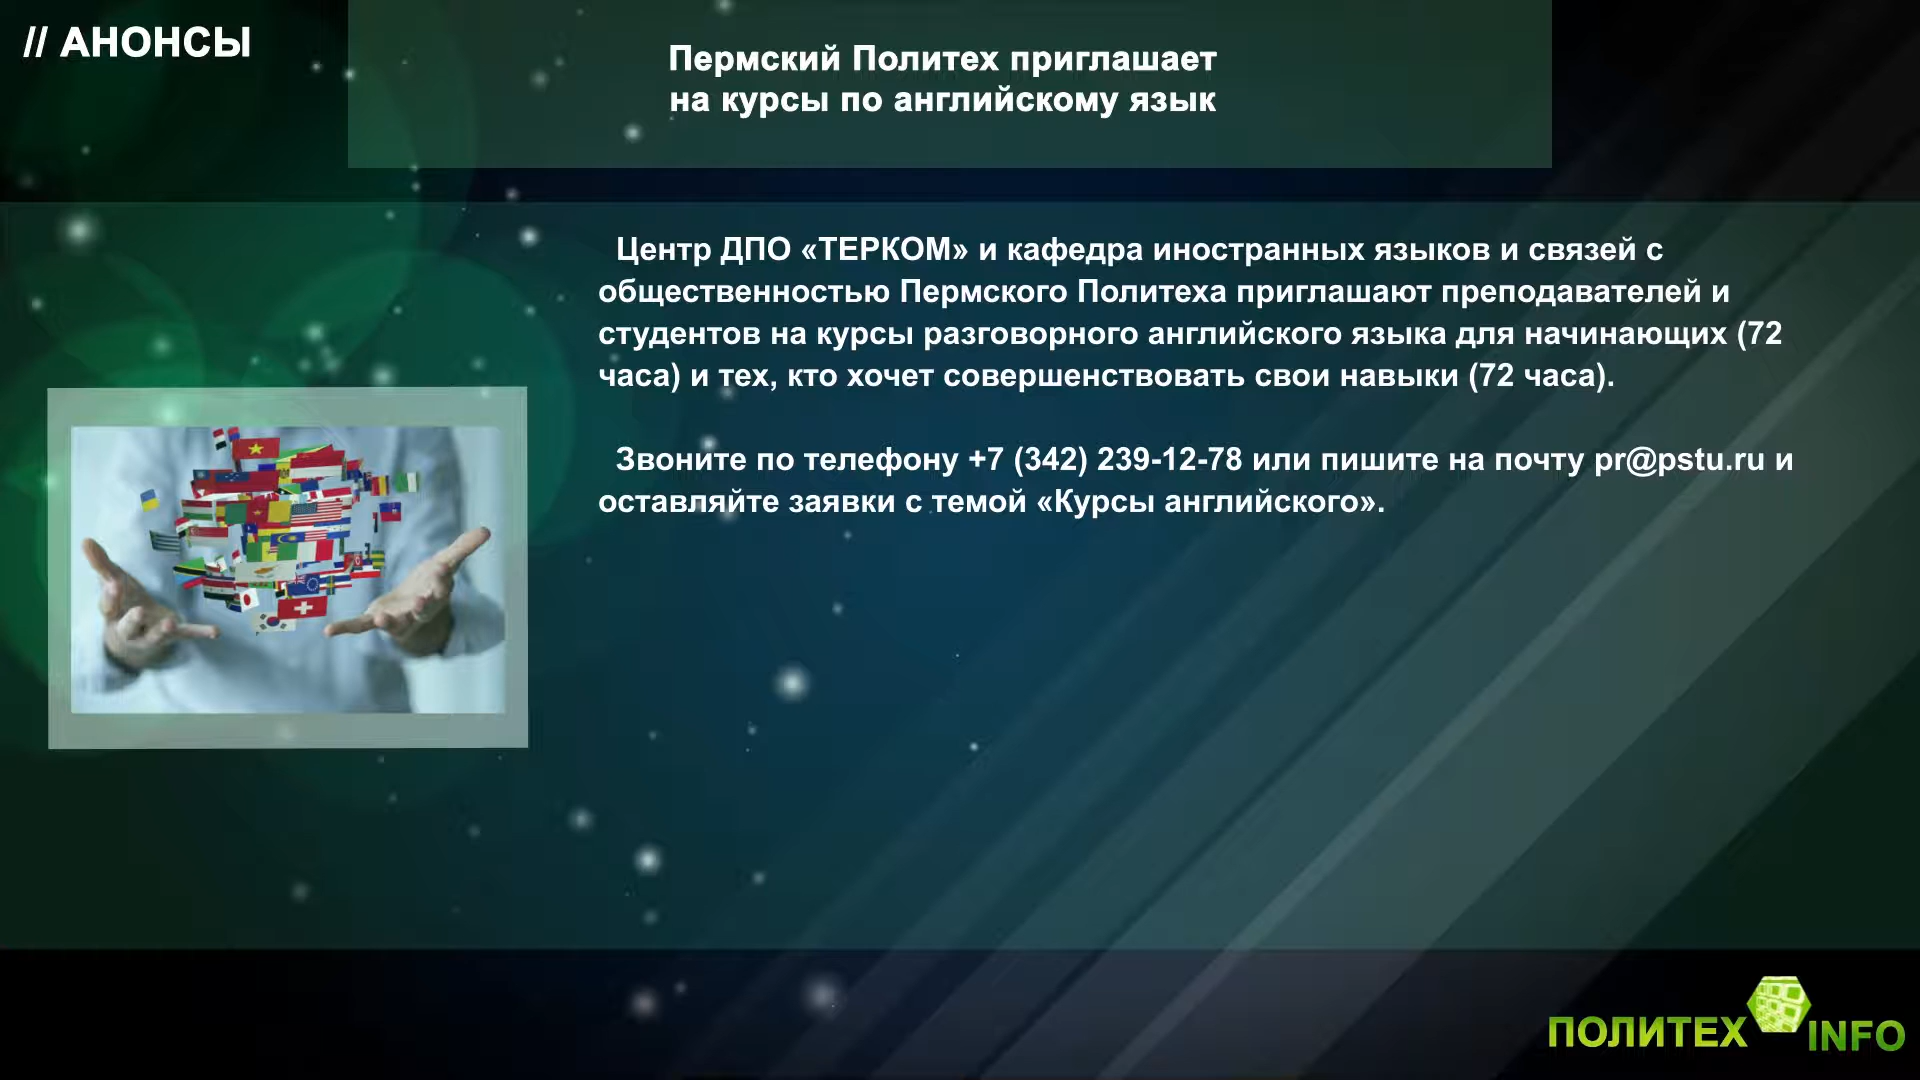 // АНОНСЫ
Пермский Политех приглашает
на курсы по английскому язык
Центр ДПО «ТЕРКОМ» и кафедра иностранных языков и связей с
общественностью Пермского Политеха приглашают преподавателей и
студентов на курсы разговорного английского языка для начинающих (72
часа) и тех, кто хочет совершенствовать свои навыки (72 часа).
Звоните по телефону +7 (342) 239-12-78 или пишите на почту pr@pstu.ru и
оставляйте заявки с темой «Курсы английского».
ПОЛИТЕХ INFO